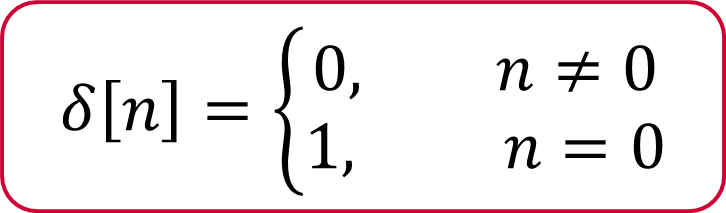 δ[n] = {0, n ≠ 0
1, n = 0